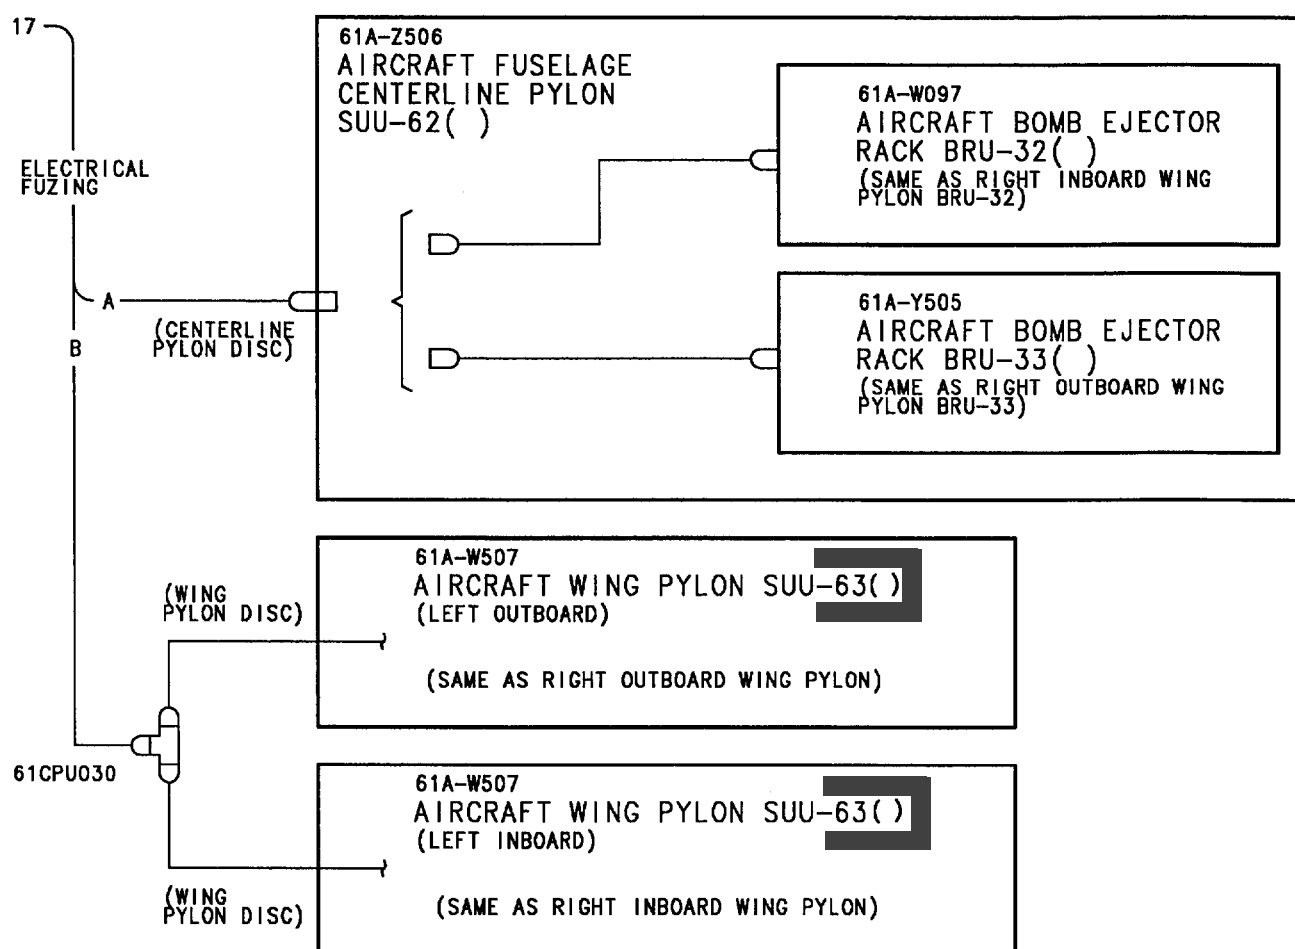 17
ELECTRICAL
FUZING
A
B
(CENTERLINE
PYLON DISC)
61A-Z506
AIRCRAFT FUSELAGE
CENTERLINE PYLON
SUU-62( )
61A-W097
AIRCRAFT BOMB EJECTOR
RACK BRU-32( )
(SAME AS RIGHT INBOARD WING
PYLON BRU-32)
61A-Y505
AIRCRAFT BOMB EJECTOR
RACK BRU-33( )
(SAME AS RIGHT OUTBOARD WING
PYLON BRU-33)
(WING
PYLON DISC)
61A-W507
AIRCRAFT WING PYLON SUU-63( )
(LEFT OUTBOARD)
(SAME AS RIGHT OUTBOARD WING PYLON)
61CPU030
61A-W507
AIRCRAFT WING PYLON SUU-63( )
(LEFT INBOARD)
(SAME AS RIGHT INBOARD WING PYLON)
(WING
PYLON DISC)